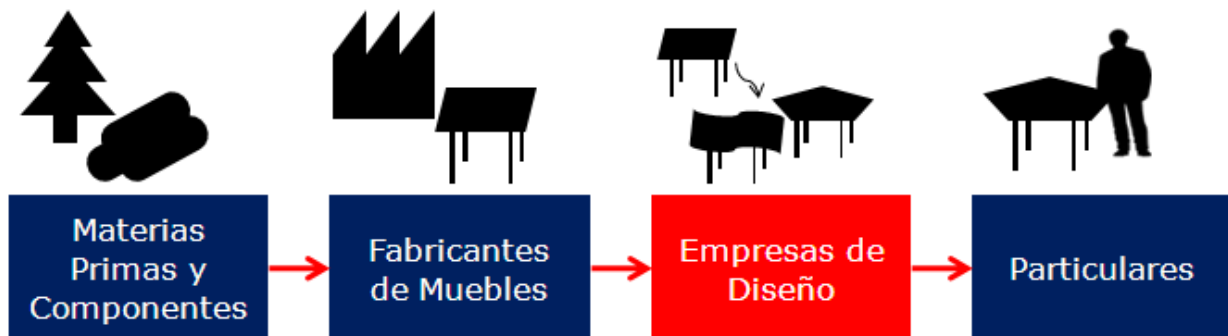 Materias
Primas y
Componentes
Fabricantes
de Muebles
Empresas de
Diseño
Particulares